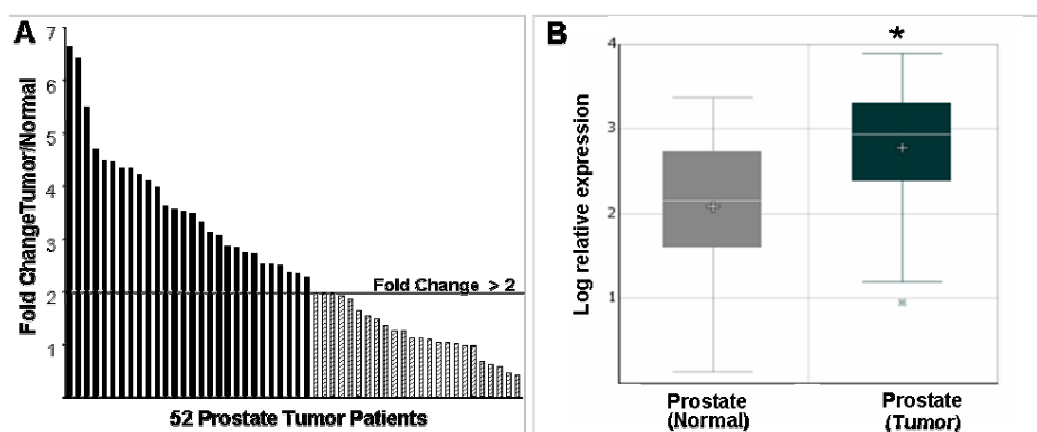 A
7
6
5
4
3
2
1
Fold ChangeTumor/Normal
Fold Change > 2
52 Prostate Tumor Patients
B
*
4
3
2
1
Log relative expression
Prostate
(Normal)
Prostate
(Tumor)